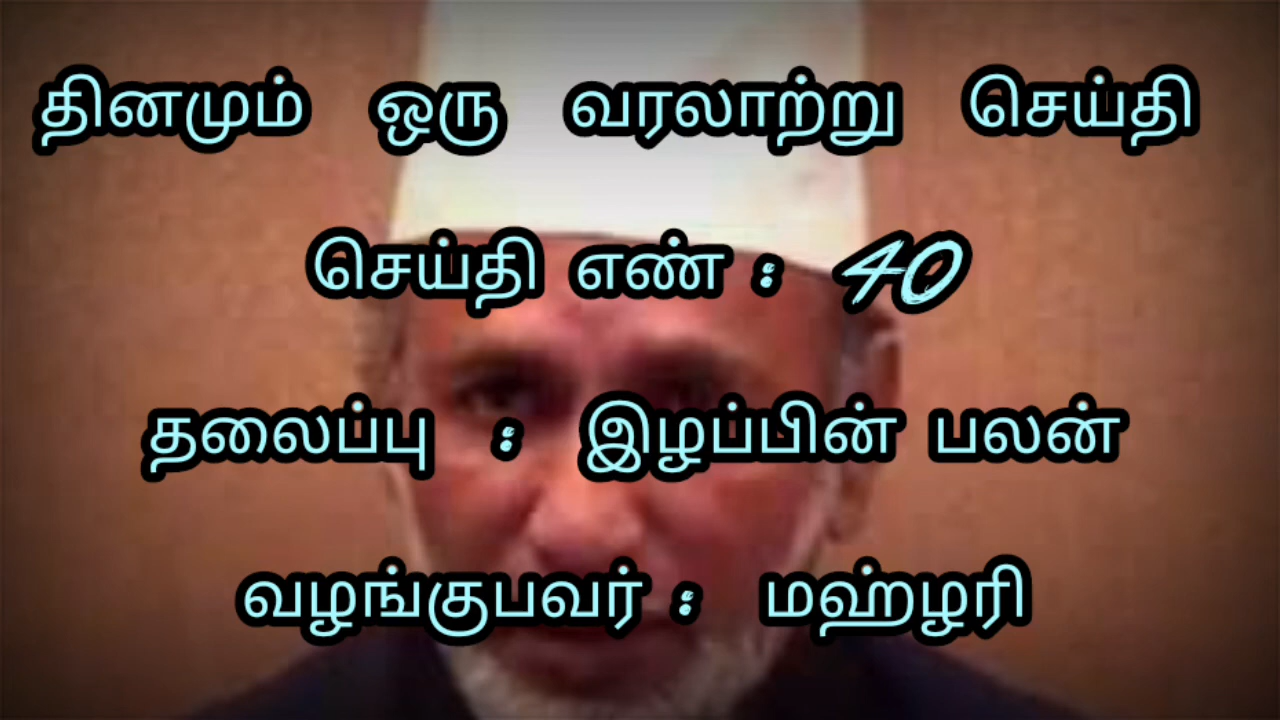 தினமும் ஒரு வரலாற்று செய்தி
செய்தி எண் : 40
தலைப்பு : இழப்பின் பலன்
வழங்குபவர் : மஹ்ழரி